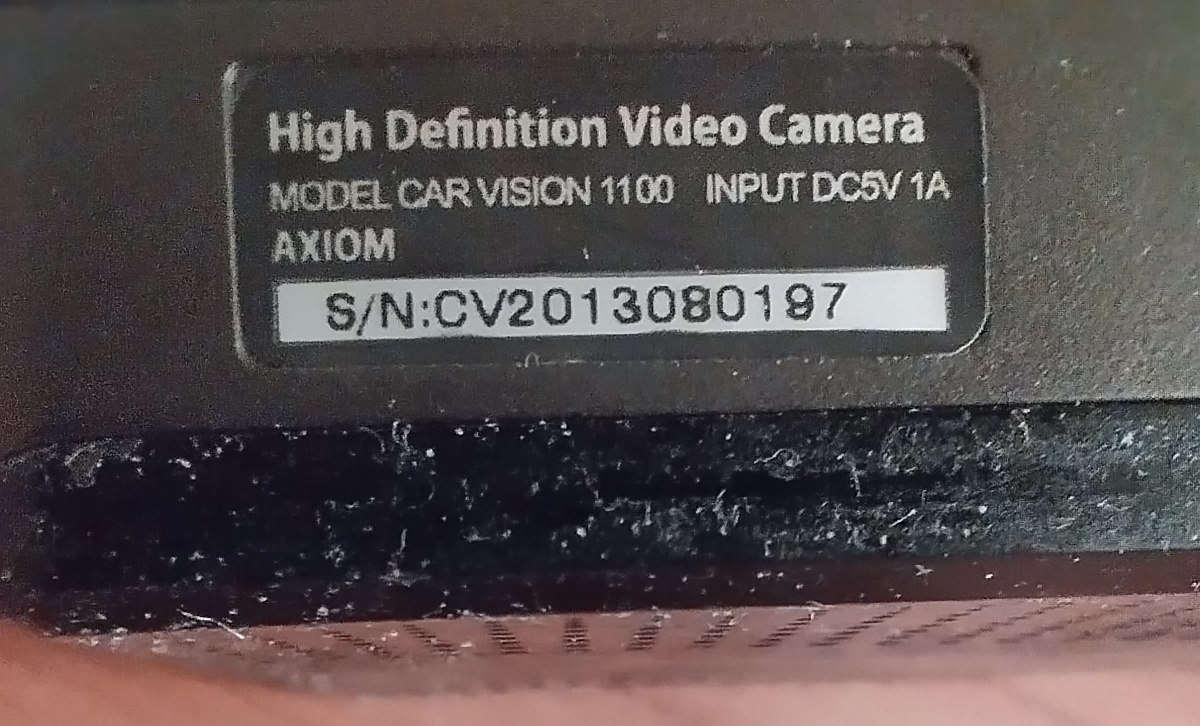 High Definition Video Camera
MODEL CAR VISION 1100 INPUT DC5V 1A
AXIOM
S/N:CV2013080197